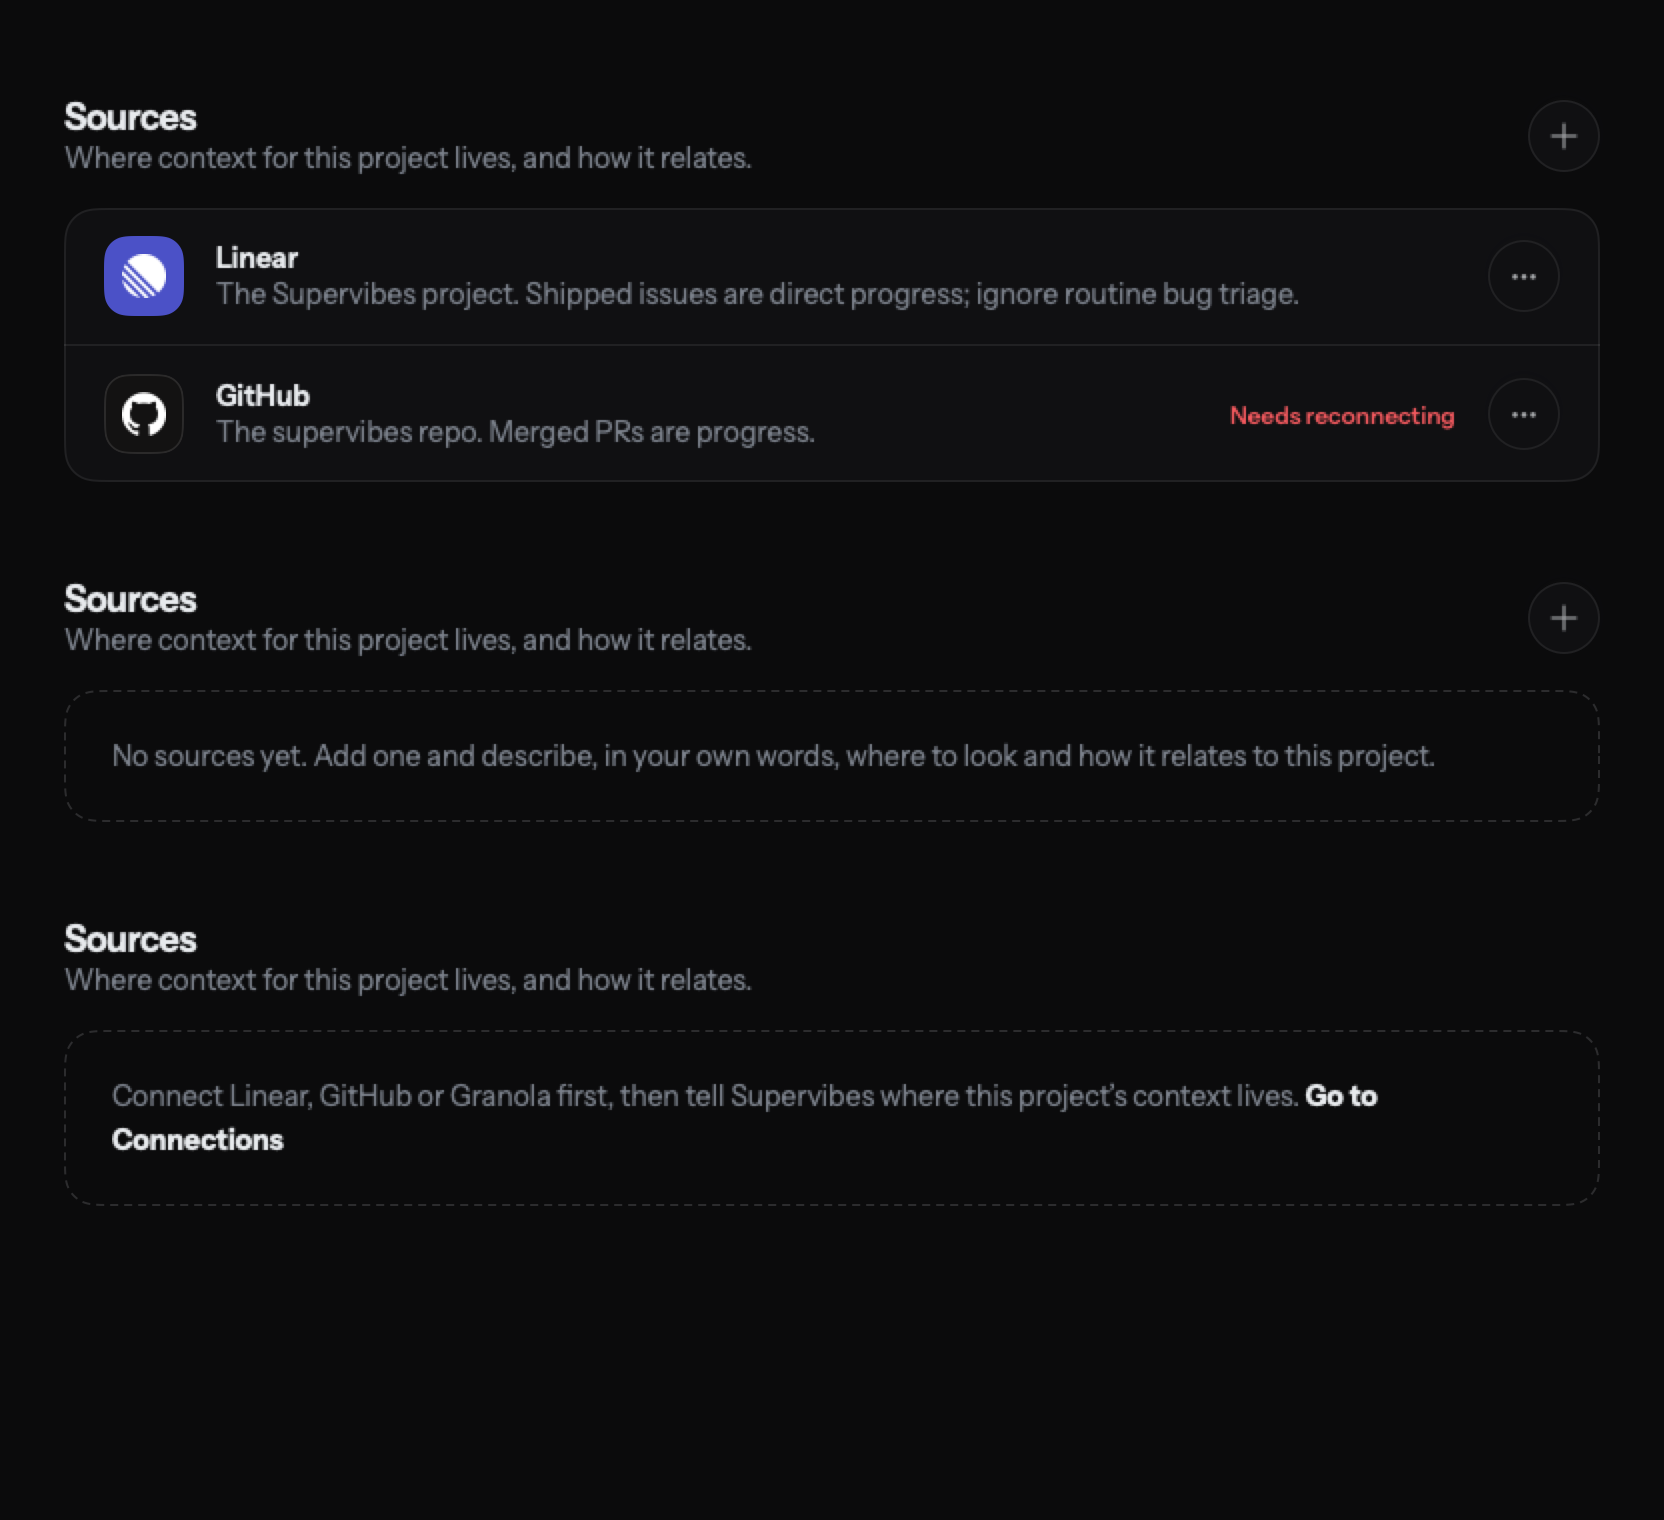 Sources
Where context for this project lives, and how it relates.
Linear
The Supervibes project. Shipped issues are direct progress; ignore routine bug triage.
GitHub
The supervibes repo. Merged PRs are progress.
Needs reconnecting
Sources
Where context for this project lives, and how it relates.
No sources yet. Add one and describe, in your own words, where to look and how it relates to this project.
Sources
Where context for this project lives, and how it relates.
Connect Linear, GitHub or Granola first, then tell Supervibes where this project’s context lives. Go to
Connections